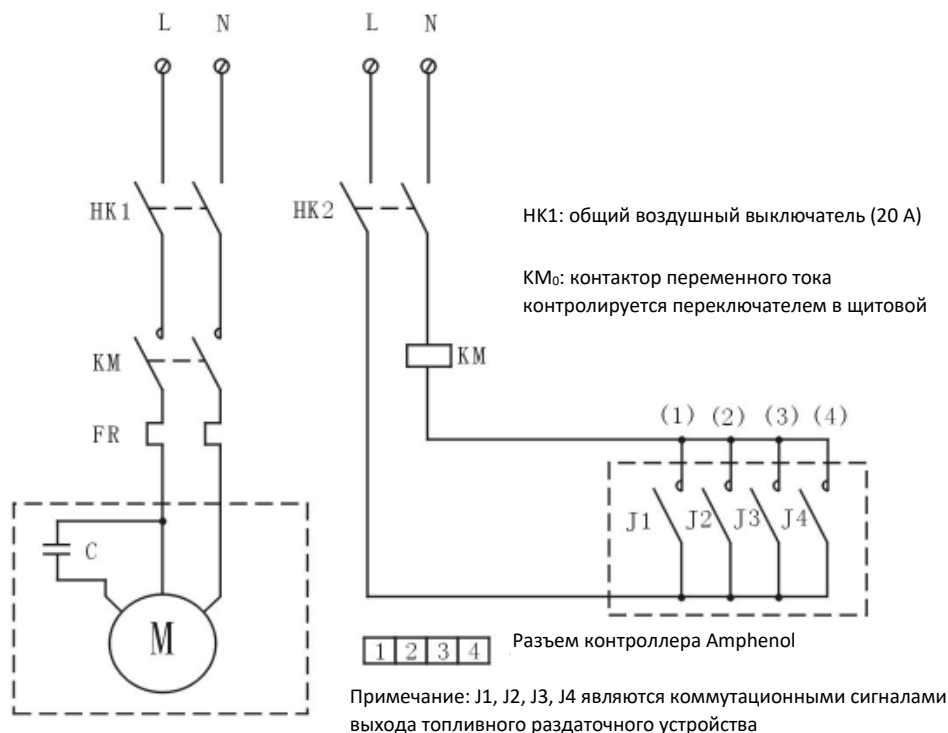 L N L N
HK1
HK2
HK1: общий воздушный выключатель (20 А)
KM₀: контактор переменного тока
контролируется переключателем в щитовой
KM
KM
(1) (2) (3) (4)
FR
J1 J2 J3 J4
C
M
1 2 3 4 Разъем контроллера Amphenol
Примечание: J1, J2, J3, J4 являются коммутационными сигналами
выхода топливного раздаточного устройства